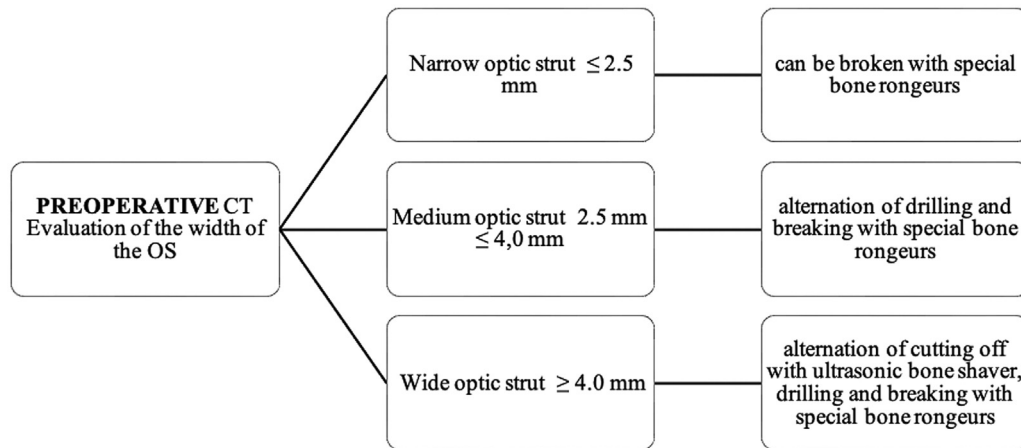 PREOPERATIVE CT
Evaluation of the width of
the OS
Narrow optic strut ≤ 2.5
mm
can be broken with special
bone rongeurs
Medium optic strut 2.5 mm
≤ 4,0 mm
alternation of drilling and
breaking with special bone
rongeurs
Wide optic strut ≥ 4.0 mm
alternation of cutting off
with ultrasonic bone shaver,
drilling and breaking with
special bone rongeurs